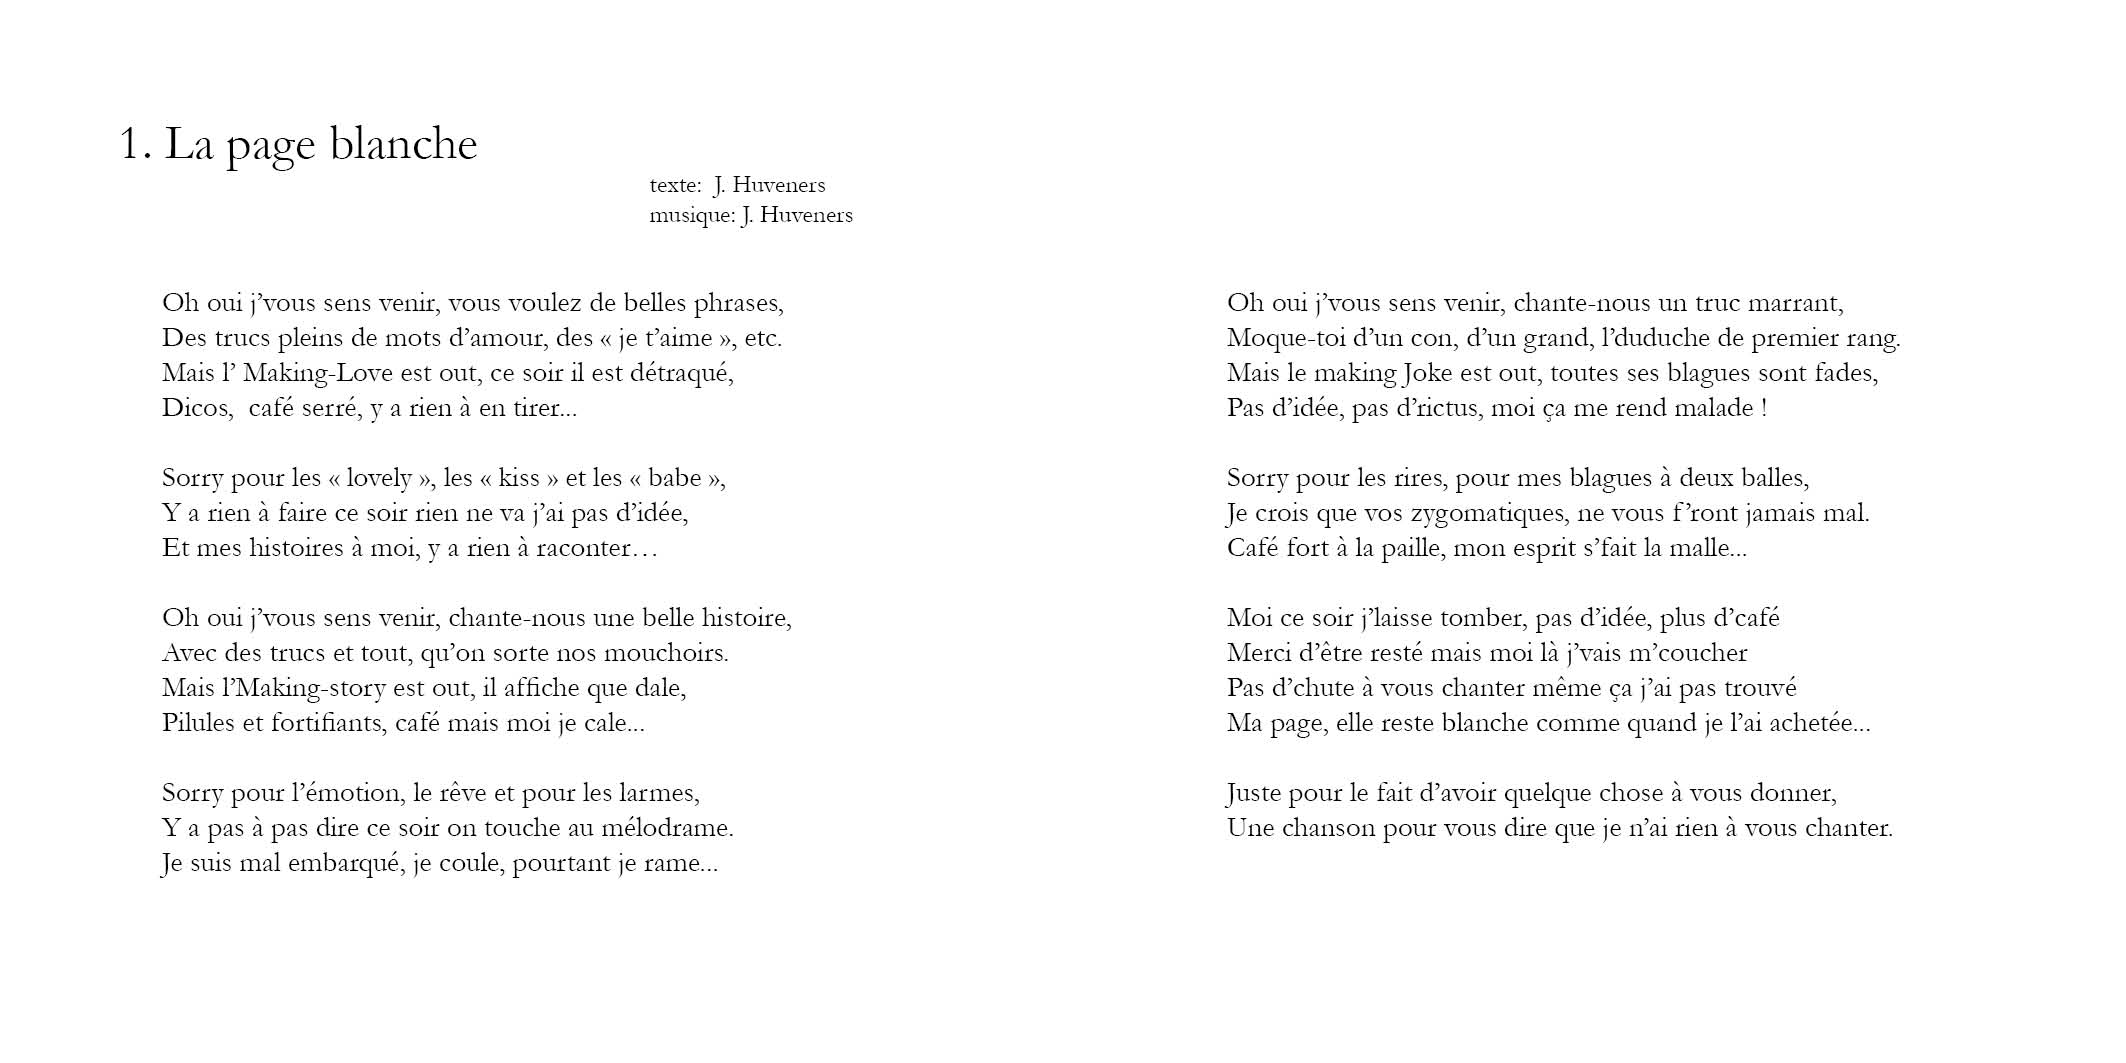 1. La page blanche
texte:  J. Huveners
musique: J. Huveners
Oh oui j’vous sens venir, vous voulez de belles phrases,
Des trucs pleins de mots d’amour, des « je t’aime », etc.
Mais l’ Making-Love est out, ce soir il est détraqué,
Dicos,  café serré, y a rien à en tirer...
Sorry pour les « lovely », les « kiss » et les « babe »,
Y a rien à faire ce soir rien ne va j’ai pas d’idée,
Et mes histoires à moi, y a rien à raconter…
Oh oui j’vous sens venir, chante-nous une belle histoire,
Avec des trucs et tout, qu’on sorte nos mouchoirs.
Mais l’Making-story est out, il affiche que dale,
Pilules et fortifiants, café mais moi je cale...
Sorry pour l’émotion, le rêve et pour les larmes,
Y a pas à pas dire ce soir on touche au mélodrame.
Je suis mal embarqué, je coule, pourtant je rame...
Oh oui j’vous sens venir, chante-nous un truc marrant,
Moque-toi d’un con, d’un grand, l’duduche de premier rang.
Mais le making Joke est out, toutes ses blagues sont fades,
Pas d’idée, pas d’rictus, moi ça me rend malade !
Sorry pour les rires, pour mes blagues à deux balles,
Je crois que vos zygomatiques, ne vous f’ront jamais mal.
Café fort à la paille, mon esprit s’fait la malle...
Moi ce soir j’laisse tomber, pas d’idée, plus d’café
Merci d’être resté mais moi là j’vais m’coucher
Pas d’chute à vous chanter même ça j’ai pas trouvé
Ma page, elle reste blanche comme quand je l’ai achetée...
Juste pour le fait d’avoir quelque chose à vous donner,
Une chanson pour vous dire que je n’ai rien à vous chanter.